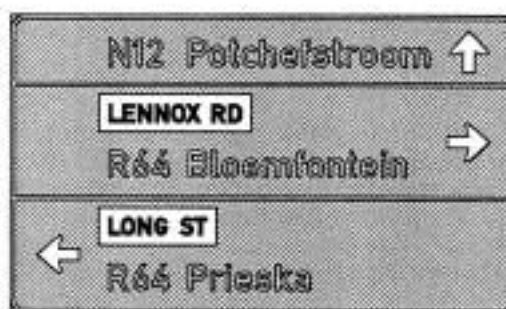 N12 Potchefstroom
LENNOX RD
R64 Bloemfontein
LONG ST
R64 Prieska